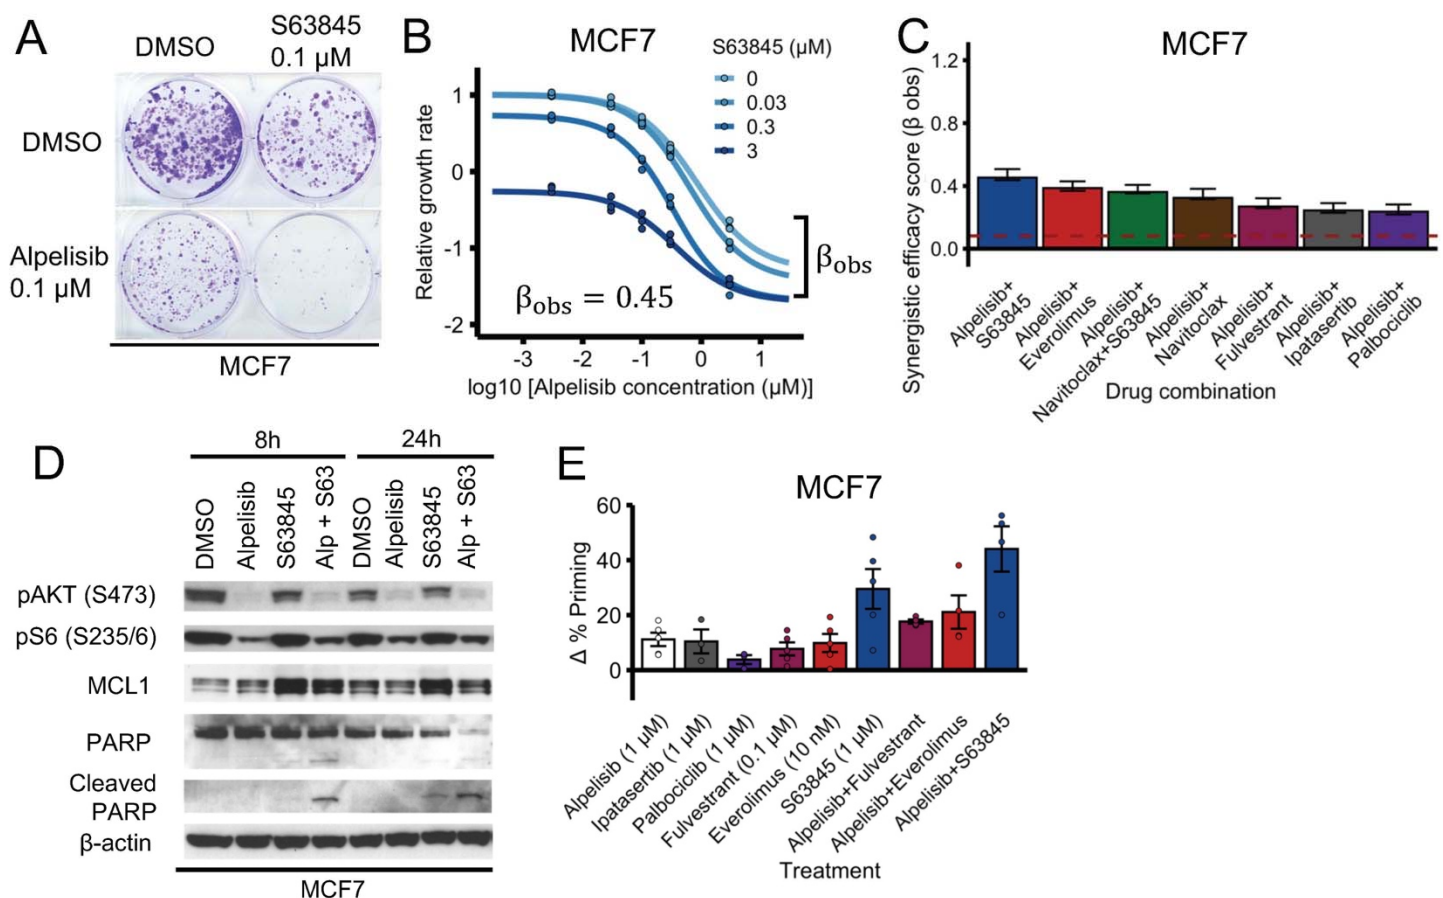 A
DMSO
S63845
0.1 µM
DMSO
Alpelisib
0.1 µM
MCF7
B
MCF7
S63845 (µM)
0
0.03
0.3
3
Relative growth rate
1
0
-1
-2
βobs = 0.45
βobs
-3 -2 -1 0 1
log10 [Alpelisib concentration (µM)]
C
MCF7
Synergistic efficacy score (β obs)
1.2
0.8
0.4
0.0
Alpelisib+
S63845
Alpelisib+
Everolimus
Alpelisib+
Navitoclax+S63845
Alpelisib+
Navitoclax
Alpelisib+
Fulvestrant
Alpelisib+
Ipatasertib
Alpelisib+
Palbociclib
Drug combination
D
8h 24h
DMSO
Alpelisib
S63845
Alp + S63
DMSO
Alpelisib
S63845
Alp + S63
pAKT (S473)
pS6 (S235/6)
MCL1
PARP
Cleaved
PARP
β-actin
MCF7
E
MCF7
Δ % Priming
60
40
20
0
Alpelisib (1 µM)
Ipatasertib (1 µM)
Palbociclib (1 µM)
Fulvestrant (0.1 µM)
Everolimus (10 nM)
S63845 (1 µM)
Alpelisib+Fulvestrant
Alpelisib+Everolimus
Alpelisib+S63845
Treatment